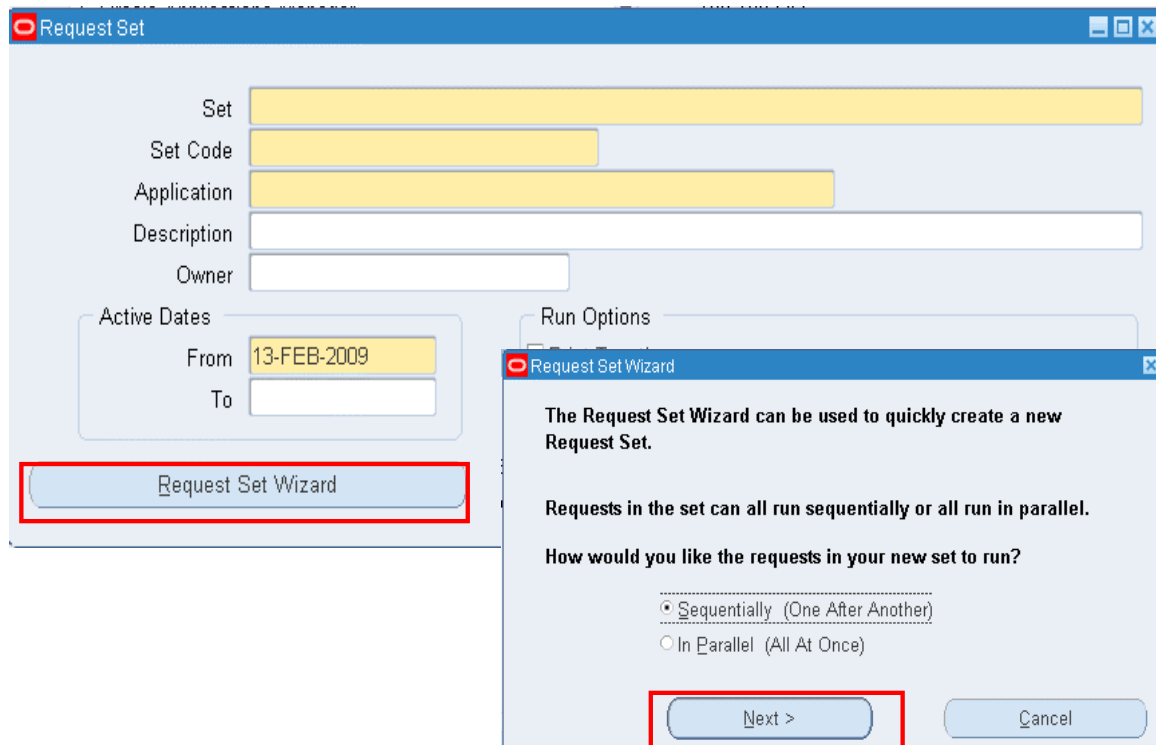 Request Set
Set
Set Code
Application
Description
Owner
Active Dates
From 13-FEB-2009
To
Run Options
Request Set Wizard
Request Set Wizard
The Request Set Wizard can be used to quickly create a new
Request Set.
Requests in the set can all run sequentially or all run in parallel.
How would you like the requests in your new set to run?
Sequentially (One After Another)
In Parallel (All At Once)
Next >
Cancel